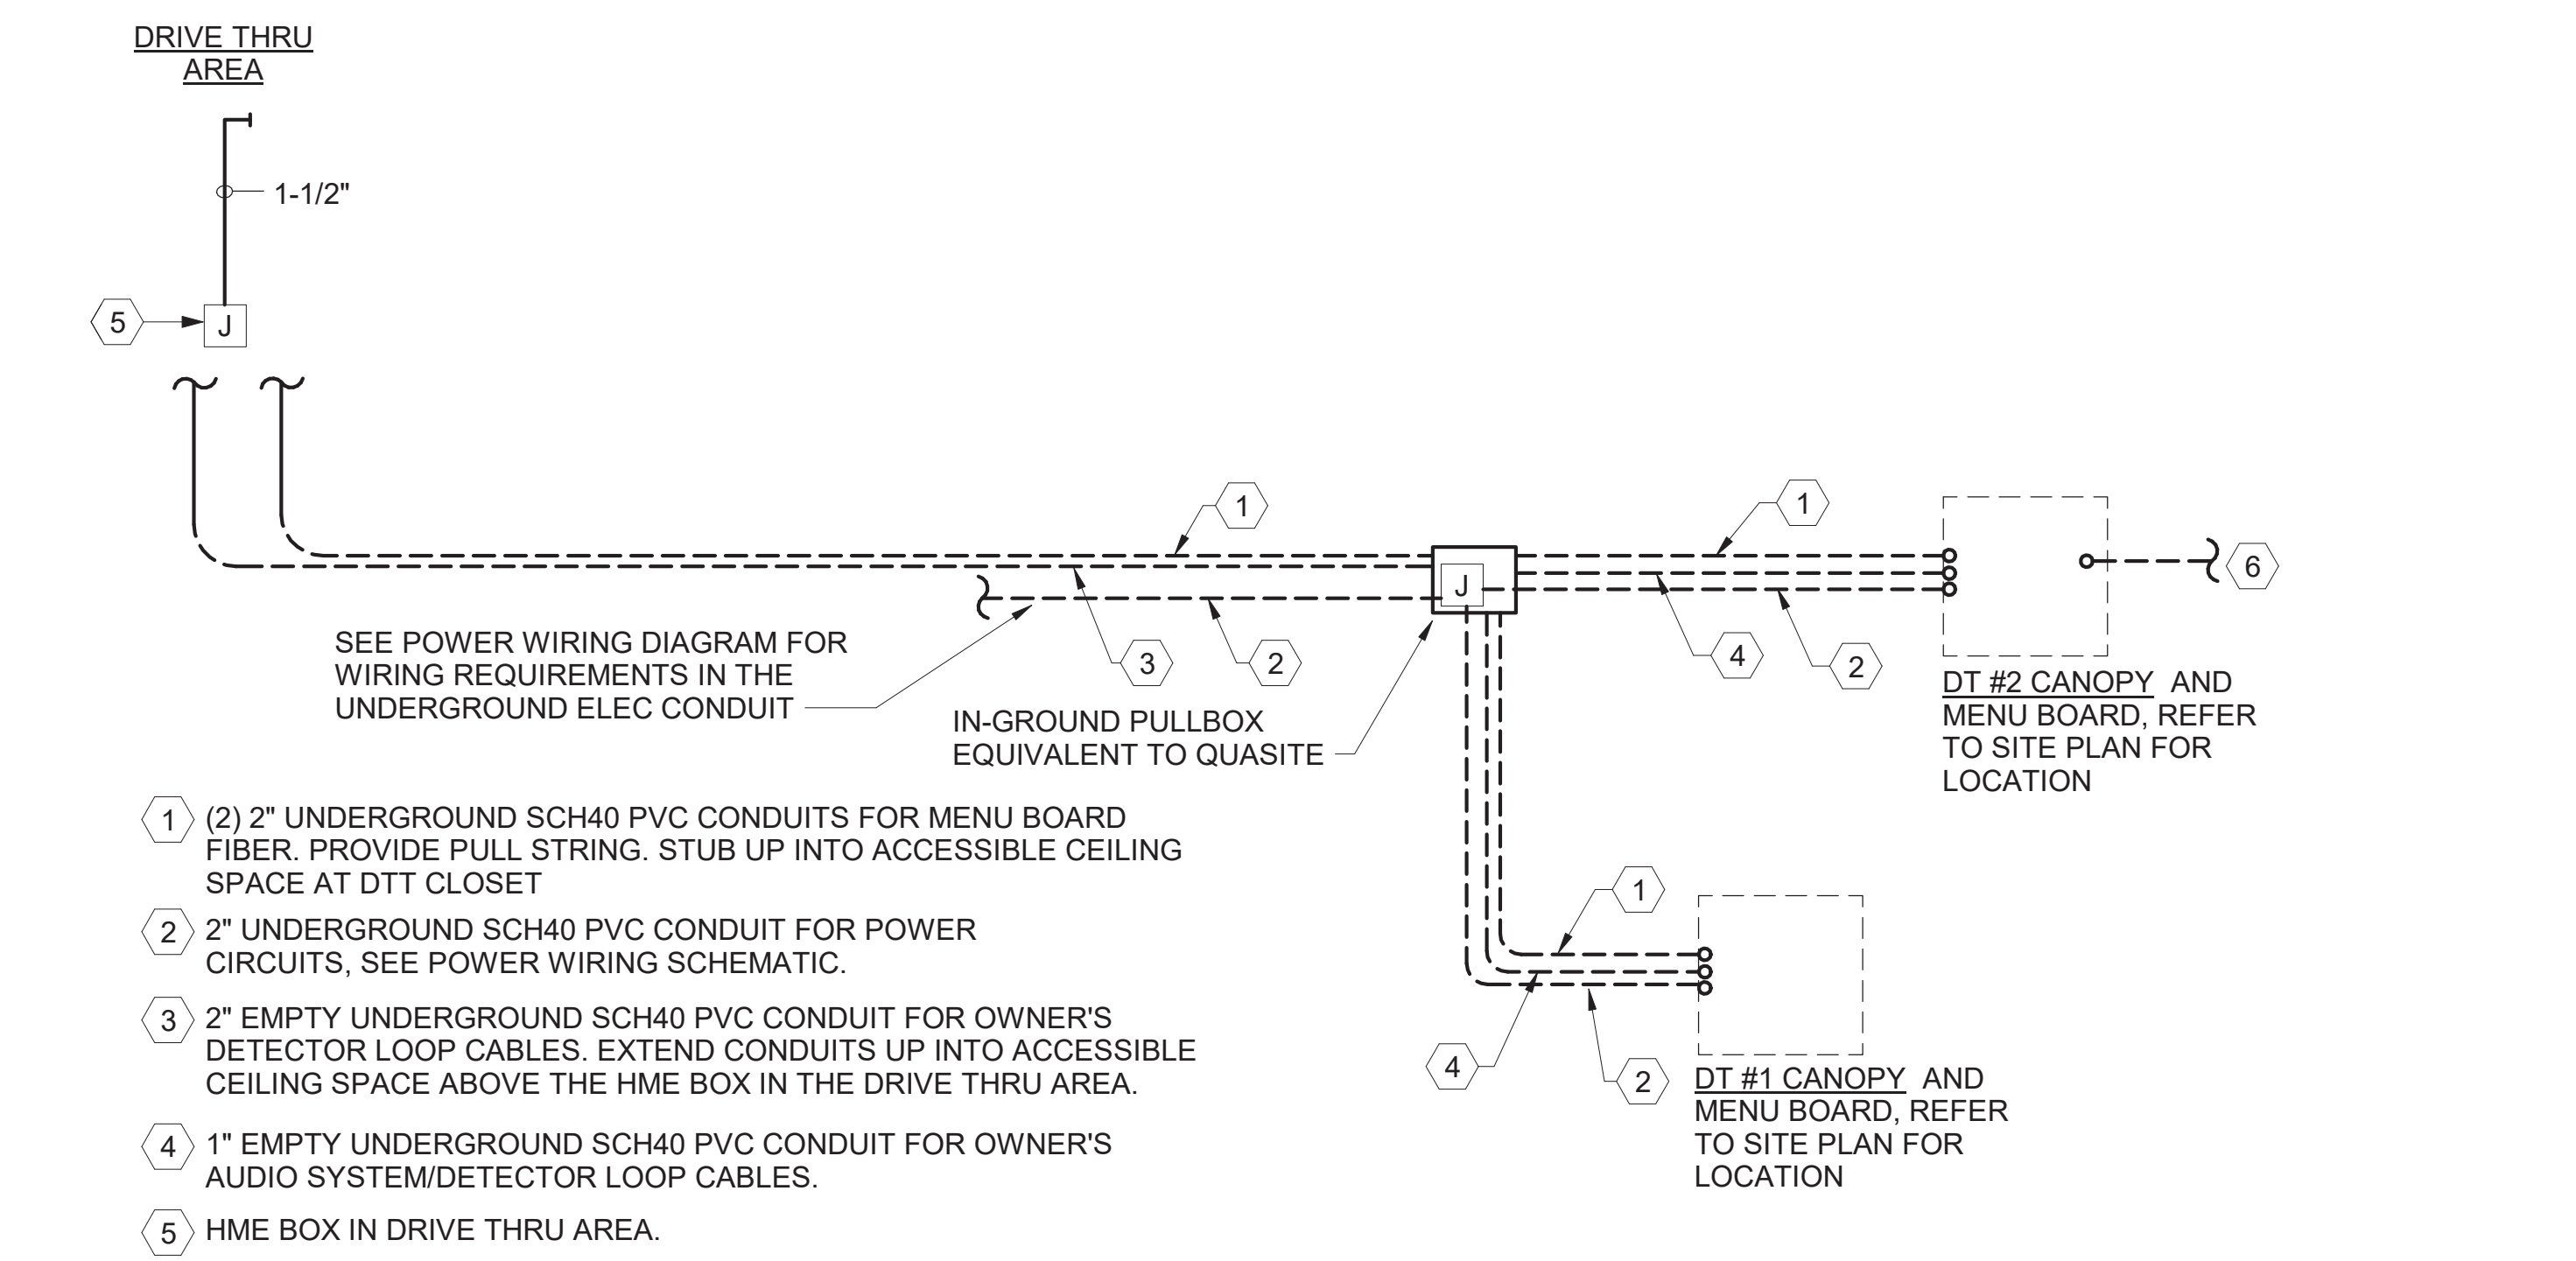 DRIVE THRU
AREA
1-1/2"
5
J
1
1
6
J
3
2
4
2
SEE POWER WIRING DIAGRAM FOR
WIRING REQUIREMENTS IN THE
UNDERGROUND ELEC CONDUIT
IN-GROUND PULLBOX
EQUIVALENT TO QUASITE
DT #2 CANOPY AND
MENU BOARD, REFER
TO SITE PLAN FOR
LOCATION
1
4
2
DT #1 CANOPY AND
MENU BOARD, REFER
TO SITE PLAN FOR
LOCATION
1 (2) 2" UNDERGROUND SCH40 PVC CONDUITS FOR MENU BOARD
FIBER. PROVIDE PULL STRING. STUB UP INTO ACCESSIBLE CEILING
SPACE AT DTT CLOSET
2 2" UNDERGROUND SCH40 PVC CONDUIT FOR POWER
CIRCUITS, SEE POWER WIRING SCHEMATIC.
3 2" EMPTY UNDERGROUND SCH40 PVC CONDUIT FOR OWNER'S
DETECTOR LOOP CABLES. EXTEND CONDUITS UP INTO ACCESSIBLE
CEILING SPACE ABOVE THE HME BOX IN THE DRIVE THRU AREA.
4 1" EMPTY UNDERGROUND SCH40 PVC CONDUIT FOR OWNER'S
AUDIO SYSTEM/DETECTOR LOOP CABLES.
5 HME BOX IN DRIVE THRU AREA.